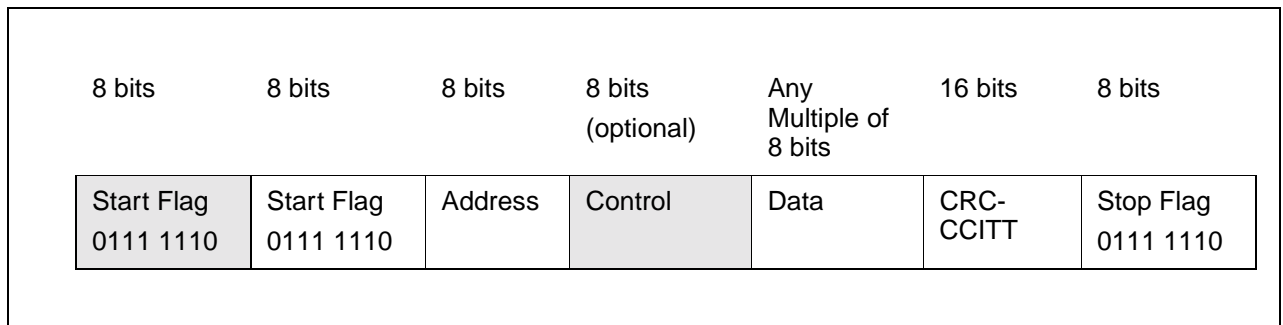 8 bits
8 bits
8 bits
8 bits
(optional)
Any
Multiple of
8 bits
16 bits
8 bits
Start Flag
0111 1110
Start Flag
0111 1110
Address
Control
Data
CRC-
CCITT
Stop Flag
0111 1110